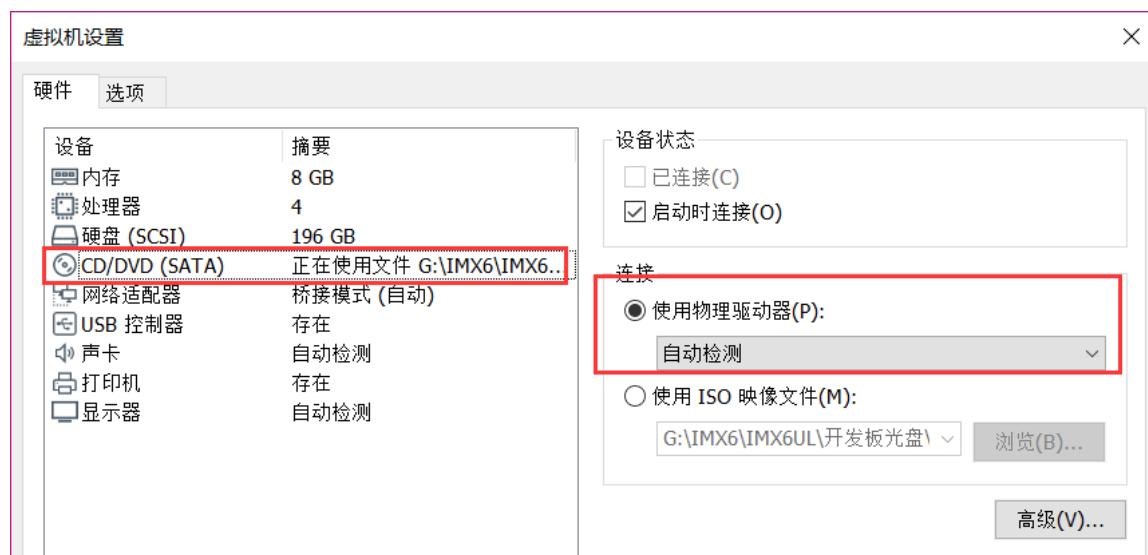 虚拟机设置
硬件 选项
设备 摘要
内存 8 GB
处理器 4
硬盘 (SCSI) 196 GB
CD/DVD (SATA) 正在使用文件 G:\IMX6\IMX6...
网络适配器 桥接模式 (自动)
USB 控制器 存在
声卡 自动检测
打印机 存在
显示器 自动检测
设备状态
已连接(C)
启动时连接(O)
连接
使用物理驱动器(P):
自动检测
使用 ISO 映像文件(M):
G:\IMX6\IMX6UL\开发板光盘\ 浏览(B)...
高级(V)...